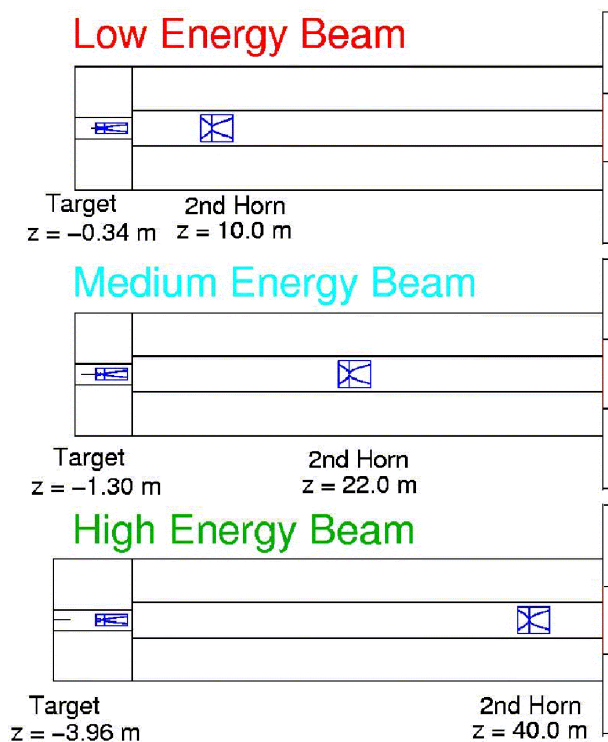 Low Energy Beam
Target 2nd Horn
z = −0.34 m z = 10.0 m
Medium Energy Beam
Target 2nd Horn
z = −1.30 m z = 22.0 m
High Energy Beam
Target 2nd Horn
z = −3.96 m z = 40.0 m